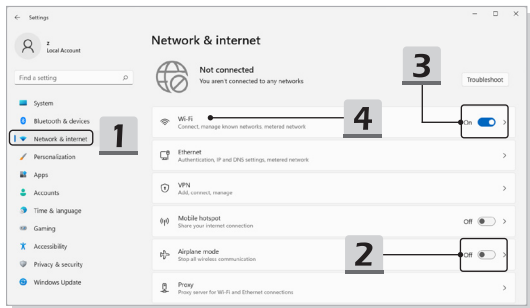 Settings
z
Local Account
Find a setting
System
Bluetooth & devices
Network & internet
Personalization
Apps
Accounts
Time & language
Gaming
Accessibility
Privacy & security
Windows Update
1
Network & internet
Not connected
You aren't connected to any networks
Troubleshoot
3
Wi-Fi
Connect, manage known networks, metered network
4
On
Ethernet
Authentication, IP and DNS settings, metered network
VPN
Add, connect, manage
Mobile hotspot
Share your internet connection
Off
Airplane mode
Stop all wireless communication
2
Off
Proxy
Proxy server for Wi-Fi and Ethernet connections